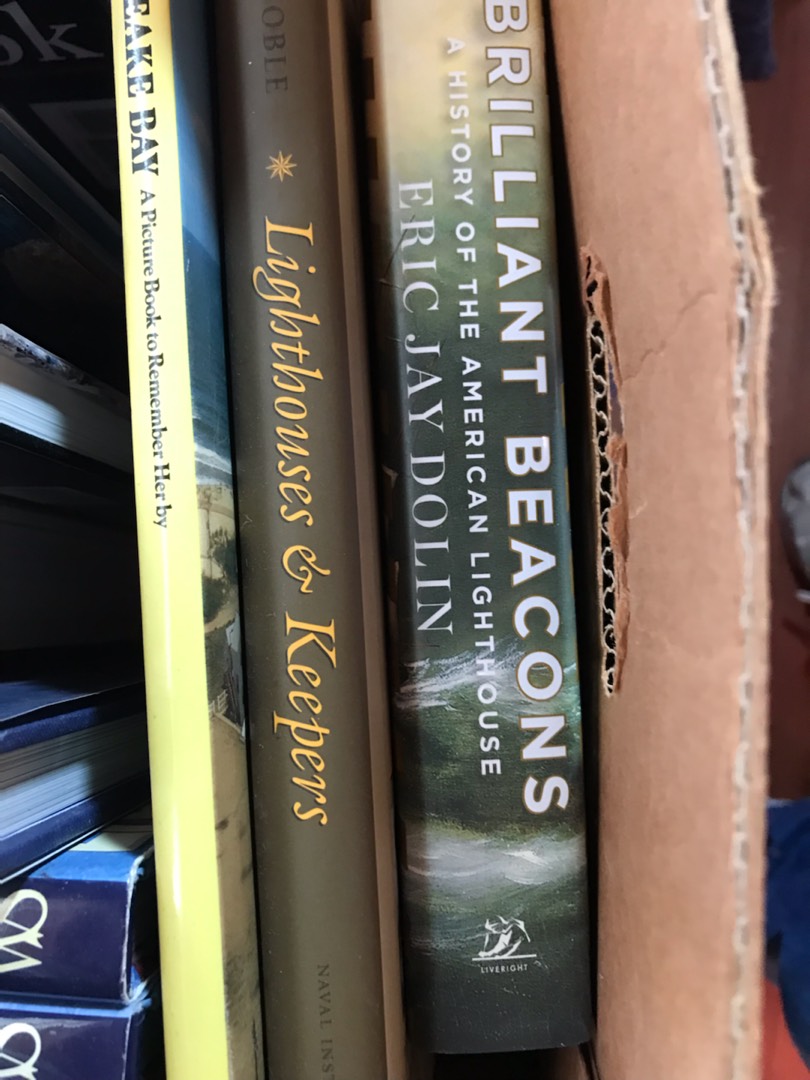 EAKE BAY A Picture Book to Remember Her by
OBLE
Lighthouses & Keepers
NAVAL INST
BRILLIANT BEACONS
A HISTORY OF THE AMERICAN LIGHTHOUSE
ERIC JAY DOLIN
LIVERIGHT